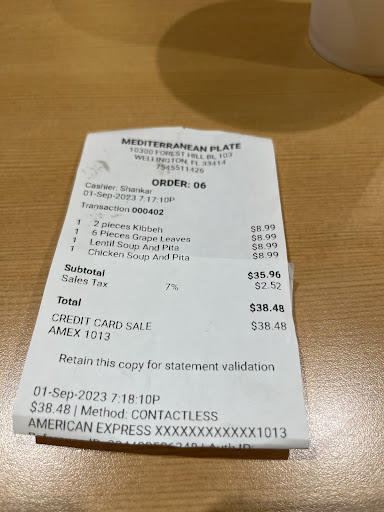 MEDITERRANEAN PLATE
10300 FOREST HILL BL 103
WELLINGTON, FL 33414
7545511426
ORDER: 06
Cashier: Shankar
01-Sep-2023 7:17:10P
Transaction 000402
1 2 pieces Kibbeh $8.99
1 6 Pieces Grape Leaves $8.99
1 Lentil Soup And Pita $8.99
1 Chicken Soup And Pita $8.99
Subtotal $35.96
Sales Tax 7% $2.52
Total $38.48
CREDIT CARD SALE $38.48
AMEX 1013
Retain this copy for statement validation
01-Sep-2023 7:18:10P
$38.48 | Method: CONTACTLESS
AMERICAN EXPRESS XXXXXXXXXXXX1013